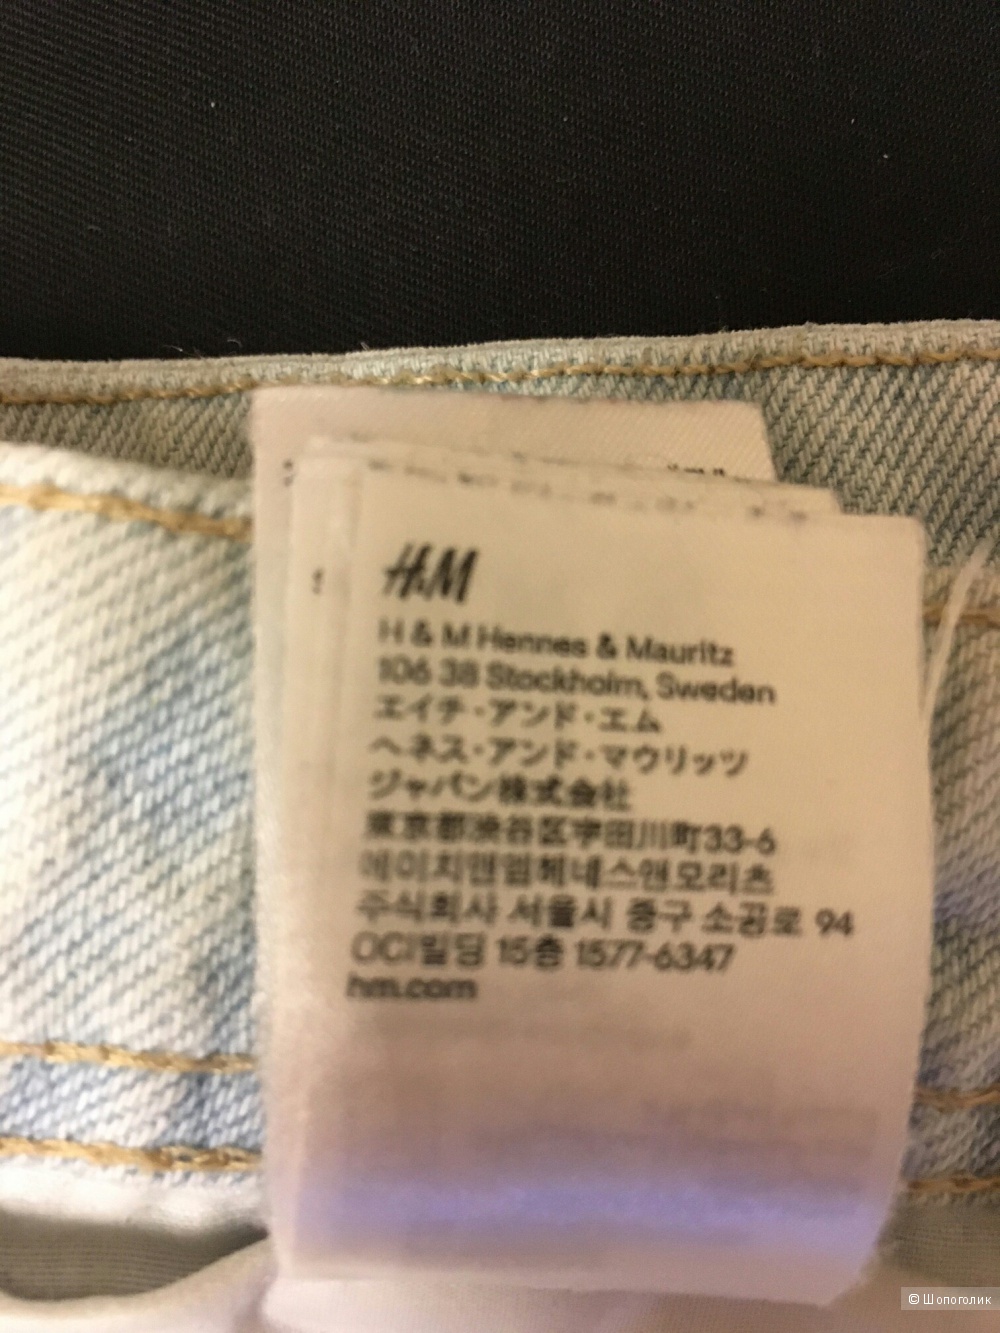 H&M
H & M Hennes & Mauritz
106 38 Stockholm, Sweden
エイチ・アンド・エム
ヘネス・アンド・マウリッツ
ジャパン株式会社
東京都渋谷区宇田川町33-6
에이치앤엠헤네스앤모리츠
주식회사 서울시 중구 소공로 94
OCI빌딩 15층 1577-6347
hm.com
© Шопоголик